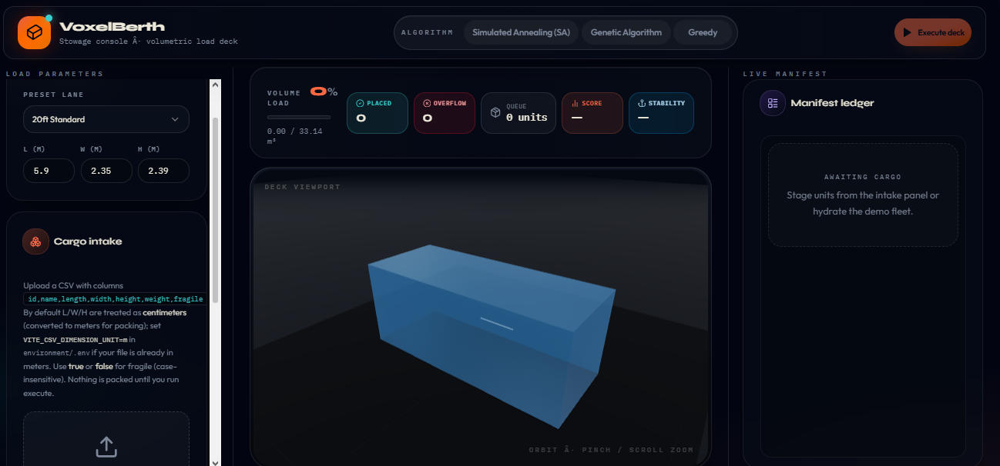 VoxelBerth
Stowage console Â· volumetric load deck
ALGORITHM
Simulated Annealing (SA)
Genetic Algorithm
Greedy
Execute deck
LOAD PARAMETERS
PRESET LANE
20ft Standard
L (M)
W (M)
H (M)
5.9
2.35
2.39
Cargo intake
Upload a CSV with columns
id,name,length,width,height,weight,fragile
By default L/W/H are treated as centimeters
(converted to meters for packing); set
VITE_CSV_DIMENSION_UNIT=m in
environment/.env if your file is already in
meters. Use true or false for fragile (case-
insensitive). Nothing is packed until you run
execute.
VOLUME
LOAD
0%
0.00 / 33.14
m³
PLACED
0
OVERFLOW
0
QUEUE
0 units
SCORE
—
STABILITY
—
DECK VIEWPORT
ORBIT Â· PINCH / SCROLL ZOOM
LIVE MANIFEST
Manifest ledger
AWAITING CARGO
Stage units from the intake panel or
hydrate the demo fleet.